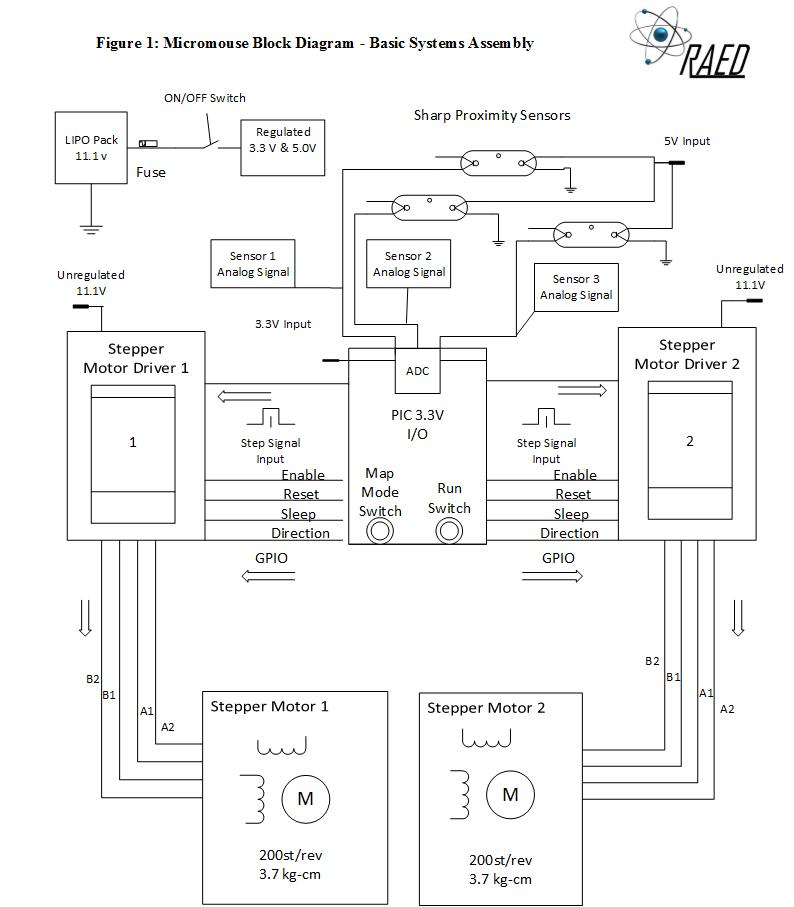 Figure 1: Micromouse Block Diagram - Basic Systems Assembly
RAED
ON/OFF Switch
LIPO Pack
11.1 v
Fuse
Regulated
3.3 V & 5.0V
Sharp Proximity Sensors
5V Input
Sensor 1
Analog Signal
Sensor 2
Analog Signal
Sensor 3
Analog Signal
Unregulated
11.1V
Unregulated
11.1V
3.3V Input
Stepper
Motor Driver 1
1
ADC
PIC 3.3V
I/O
Map
Mode
Switch
Run
Switch
Stepper
Motor Driver 2
2
Step Signal
Input
Enable
Reset
Sleep
Direction
GPIO
Step Signal
Input
Enable
Reset
Sleep
Direction
GPIO
B2
B1
A1
A2
B2
B1
A1
A2
Stepper Motor 1
M
200st/rev
3.7 kg-cm
Stepper Motor 2
M
200st/rev
3.7 kg-cm